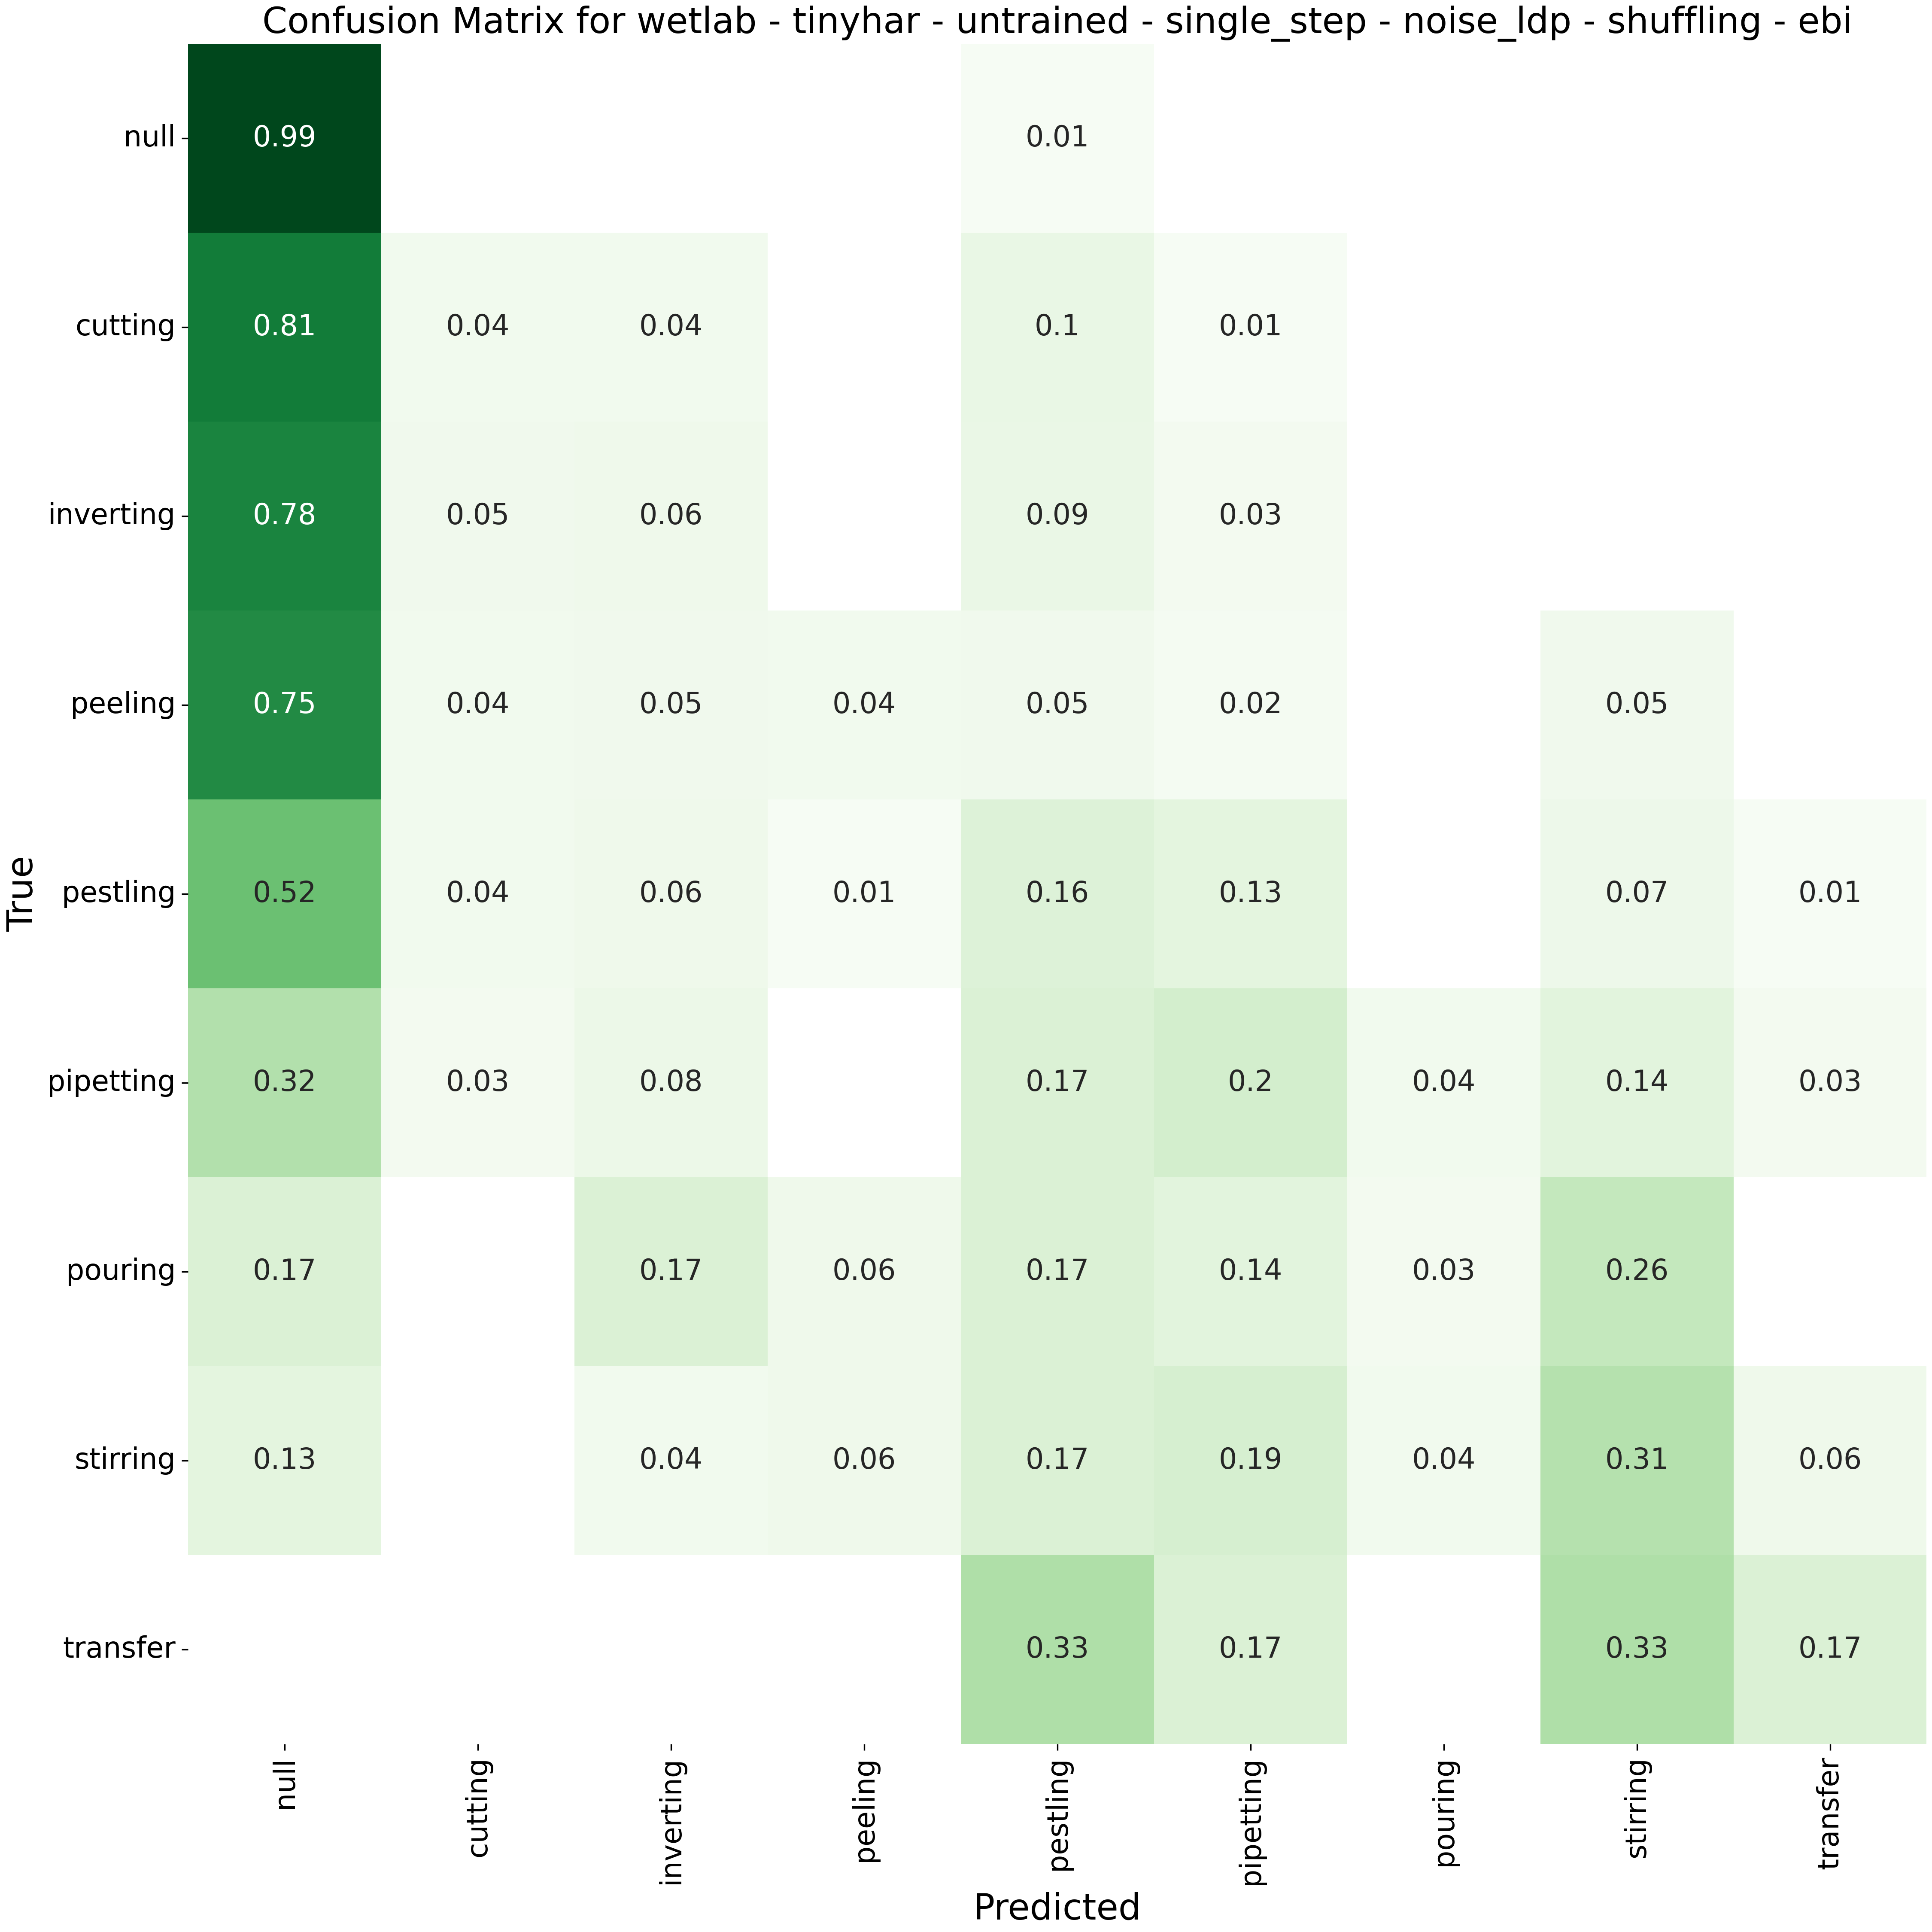 Confusion Matrix for wetlab - tinyhar - untrained - single_step - noise_ldp - shuffling - ebi
null 0.99 0.01
cutting 0.81 0.04 0.04 0.1 0.01
inverting 0.78 0.05 0.06 0.09 0.03
peeling 0.75 0.04 0.05 0.04 0.05 0.02 0.05
pestling 0.52 0.04 0.06 0.01 0.16 0.13 0.07 0.01
pipetting 0.32 0.03 0.08 0.17 0.2 0.04 0.14 0.03
pouring 0.17 0.17 0.06 0.17 0.14 0.03 0.26
stirring 0.13 0.04 0.06 0.17 0.19 0.04 0.31 0.06
transfer 0.33 0.17 0.33 0.17
True
null cutting inverting peeling pestling pipetting pouring stirring transfer
Predicted